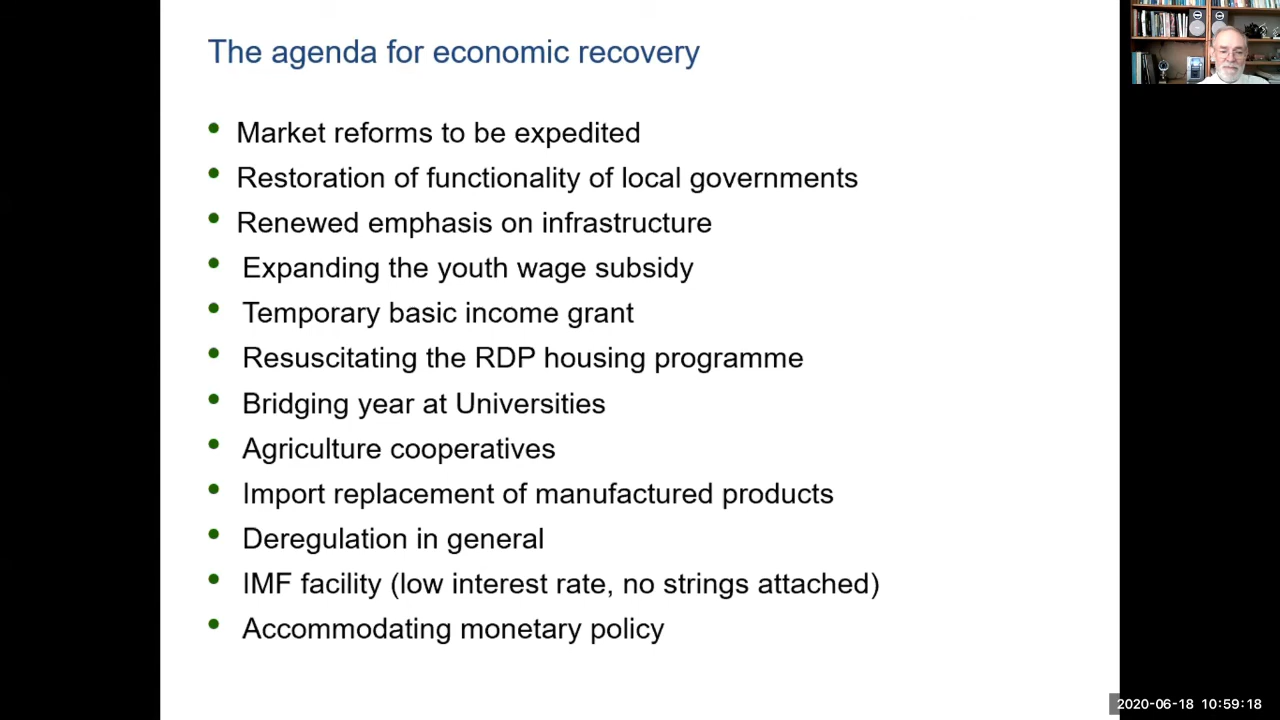 The agenda for economic recovery
• Market reforms to be expedited
• Restoration of functionality of local governments
• Renewed emphasis on infrastructure
• Expanding the youth wage subsidy
• Temporary basic income grant
• Resuscitating the RDP housing programme
• Bridging year at Universities
• Agriculture cooperatives
• Import replacement of manufactured products
• Deregulation in general
• IMF facility (low interest rate, no strings attached)
• Accommodating monetary policy
2020-06-18 10:59:18